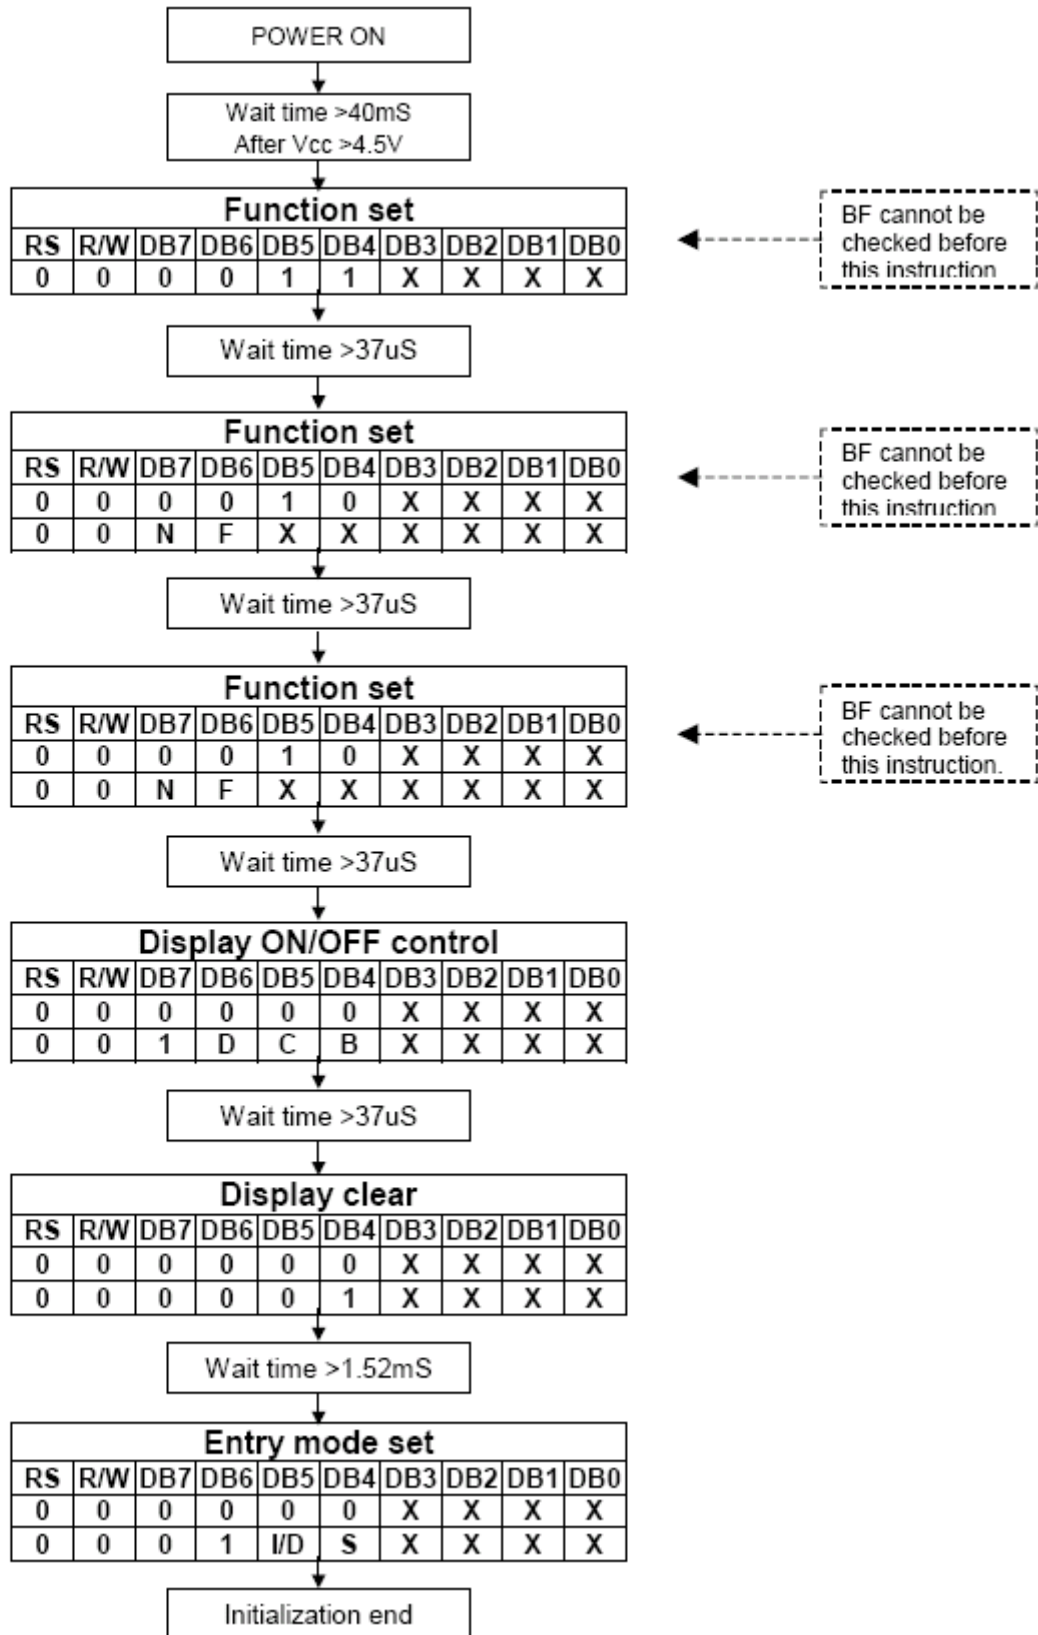 POWER ON
Wait time >40mS
After Vcc >4.5V
Function set
RS R/W DB7 DB6 DB5 DB4 DB3 DB2 DB1 DB0
0 0 0 0 1 1 X X X X
BF cannot be
checked before
this instruction
Wait time >37uS
Function set
RS R/W DB7 DB6 DB5 DB4 DB3 DB2 DB1 DB0
0 0 0 0 1 0 X X X X
0 0 N F X X X X X X
BF cannot be
checked before
this instruction
Wait time >37uS
Function set
RS R/W DB7 DB6 DB5 DB4 DB3 DB2 DB1 DB0
0 0 0 0 1 0 X X X X
0 0 N F X X X X X X
BF cannot be
checked before
this instruction.
Wait time >37uS
Display ON/OFF control
RS R/W DB7 DB6 DB5 DB4 DB3 DB2 DB1 DB0
0 0 0 0 0 0 X X X X
0 0 1 D C B X X X X
Wait time >37uS
Display clear
RS R/W DB7 DB6 DB5 DB4 DB3 DB2 DB1 DB0
0 0 0 0 0 0 X X X X
0 0 0 0 0 1 X X X X
Wait time >1.52mS
Entry mode set
RS R/W DB7 DB6 DB5 DB4 DB3 DB2 DB1 DB0
0 0 0 0 0 0 X X X X
0 0 0 1 I/D S X X X X
Initialization end